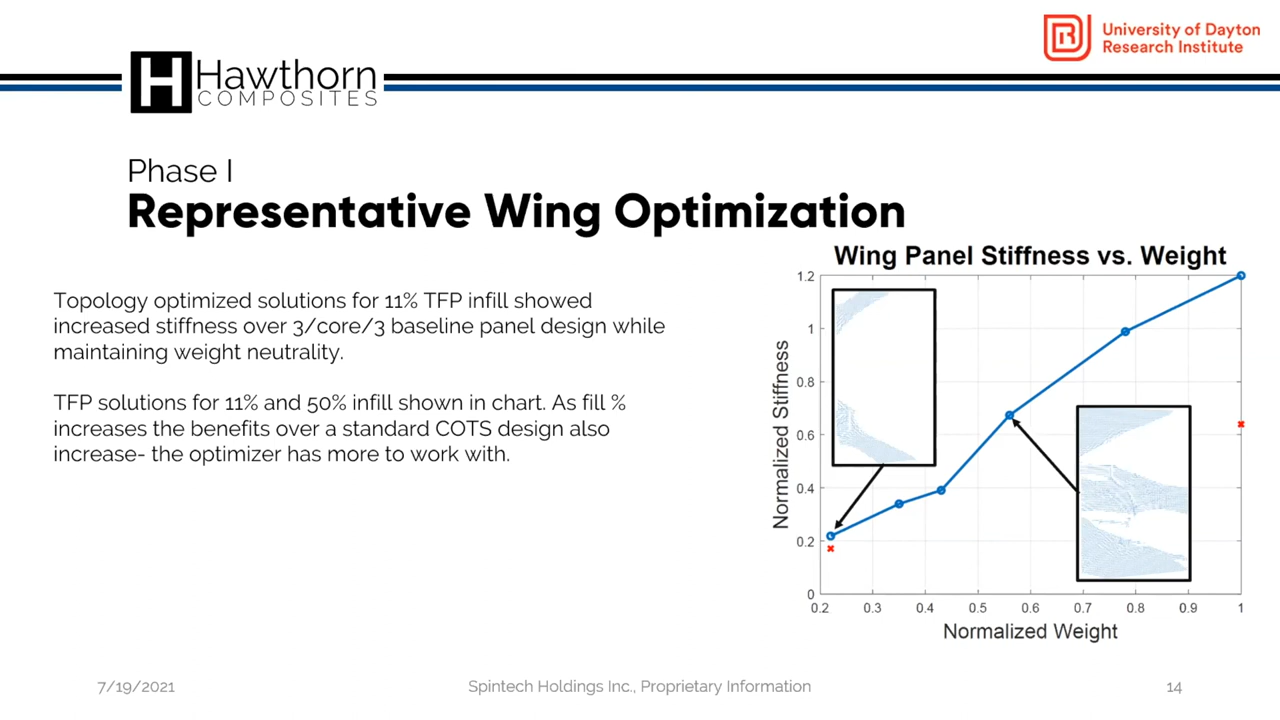 University of Dayton
Research Institute
H Hawthorn
COMPOSITES
Phase I
Representative Wing Optimization
Topology optimized solutions for 11% TFP infill showed
increased stiffness over 3/core/3 baseline panel design while
maintaining weight neutrality.
TFP solutions for 11% and 50% infill shown in chart. As fill %
increases the benefits over a standard COTS design also
increase- the optimizer has more to work with.
Wing Panel Stiffness vs. Weight
Normalized Stiffness
1.2
1
0.8
0.6
0.4
0.2
0
0.2 0.3 0.4 0.5 0.6 0.7 0.8 0.9 1
Normalized Weight
7/19/2021
Spintech Holdings Inc., Proprietary Information
14